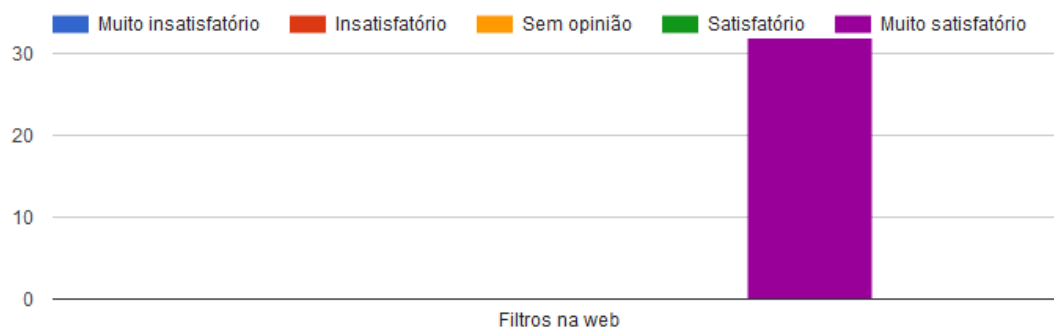 Muito insatisfatório Insatisfatório Sem opinião Satisfatório Muito satisfatório
30
20
10
0
Filtros na web